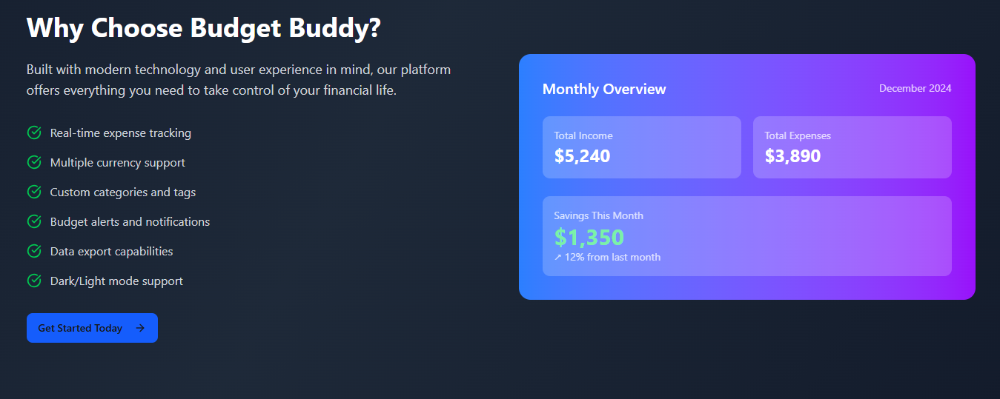 Why Choose Budget Buddy?
Built with modern technology and user experience in mind, our platform
offers everything you need to take control of your financial life.
Real-time expense tracking
Multiple currency support
Custom categories and tags
Budget alerts and notifications
Data export capabilities
Dark/Light mode support
Get Started Today →
Monthly Overview
December 2024
Total Income
$5,240
Total Expenses
$3,890
Savings This Month
$1,350
↗ 12% from last month